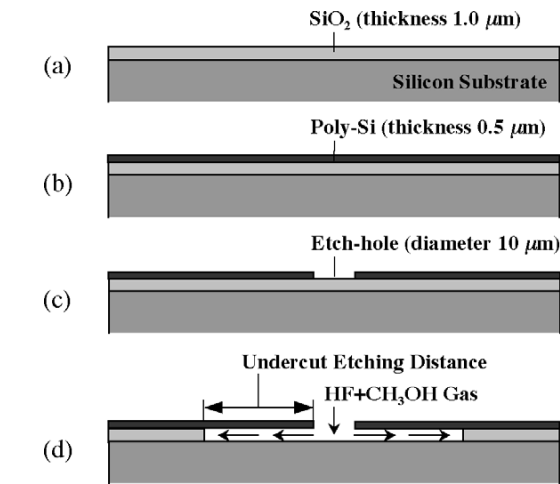 SiO₂ (thickness 1.0 μm)
(a)
Silicon Substrate
Poly-Si (thickness 0.5 μm)
(b)
Etch-hole (diameter 10 μm)
(c)
Undercut Etching Distance
HF+CH₃OH Gas
(d)